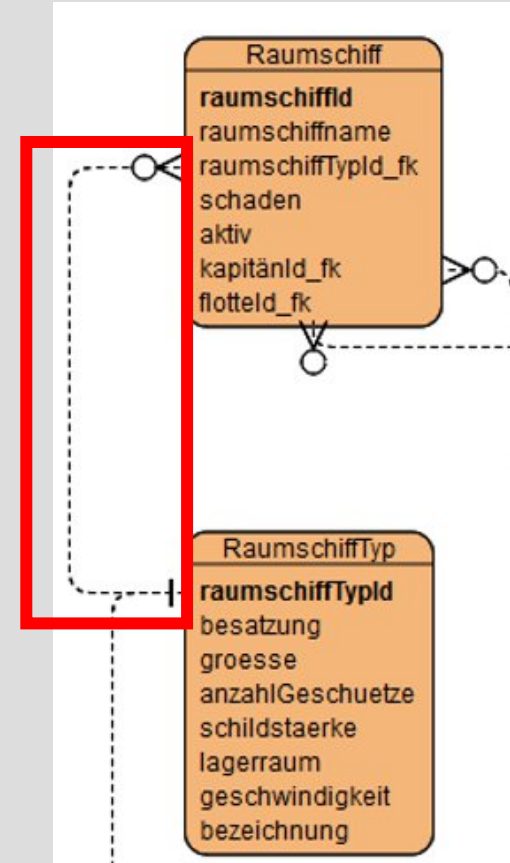 Raumschiff
raumschiffId
raumschiffname
raumschiffTypId_fk
schaden
aktiv
kapitänId_fk
flotteId_fk
RaumschiffTyp
raumschiffTypId
besatzung
groesse
anzahlGeschuetze
schildstaerke
lagerraum
geschwindigkeit
bezeichnung